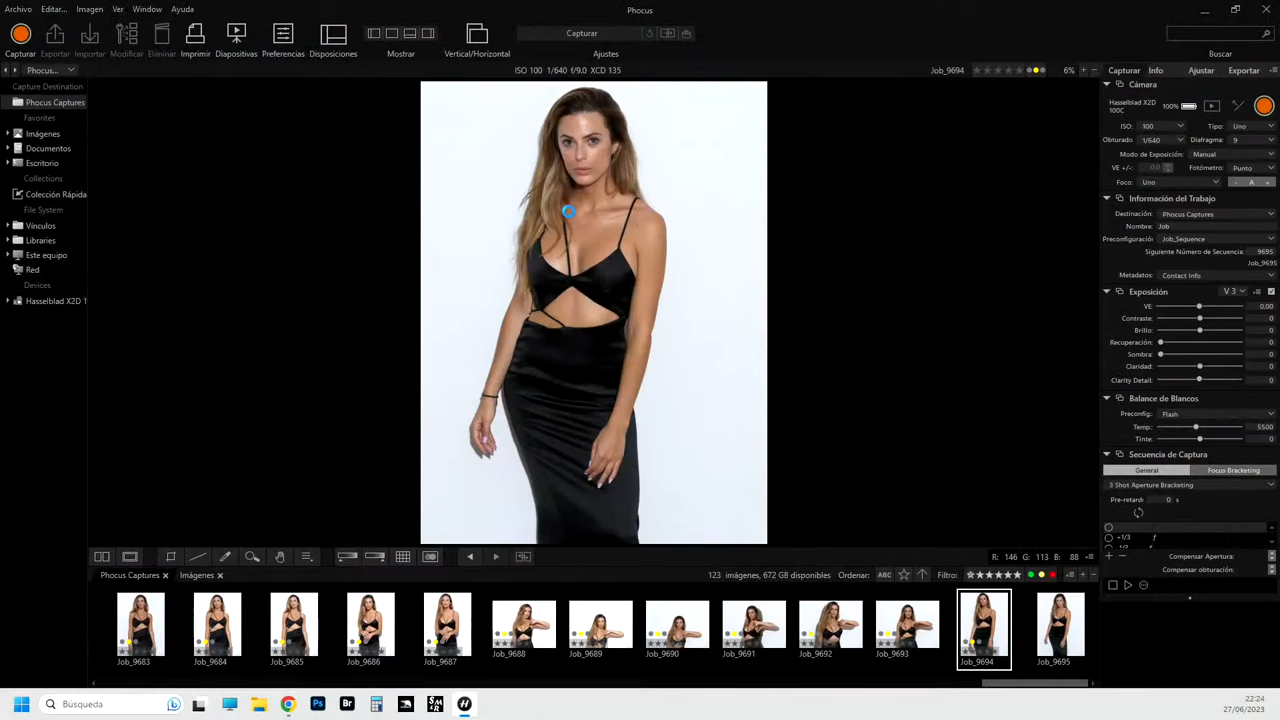 Archivo Editar... Imagen Ver Window Ayuda
Phocus
Capturar Exportar Importar Modificar Eliminar Imprimir Diapositivas Preferencias Disposiciones Mostrar Vertical/Horizontal
Capturar
Ajustes
Buscar
Phocus...
ISO 100 1/640 f/9.0 XCD 135
Job_9694
6%
Capturar Info Ajustar Exportar
Capture Destination
Phocus Captures
Favorites
Imágenes
Documentos
Escritorio
Collections
Colección Rápida
File System
Vínculos
Libraries
Este equipo
Red
Devices
Hasselblad X2D 1
Cámara
Hasselblad X2D
100C
100%
ISO: 100 Tipo: Uno
Obturado 1/640 Diafragma: 9
Modo de Exposición: Manual
VE +/-: 0,0 Fotómetro: Punto
Foco: Uno - A +
Información del Trabajo
Destinación: Phocus Captures
Nombre: Job
Preconfiguració: Job_Sequence
Siguiente Número de Secuencia: 9695
Job_9695
Metadatos: Contact Info
Exposición V 3
VE: 0,00
Contraste: 0
Brillo: 0
Recuperación: 0
Sombra: 0
Claridad: 0
Clarity Detail: 0
Balance de Blancos
Preconfig.: Flash
Temp.: 5500
Tinte: 0
Secuencia de Captura
General Focus Bracketing
3 Shot Aperture Bracketing
Pre-retard: 0 s
+1/3 f
-1/3
Compensar Apertura:
Compensar obturación:
R: 146 G: 113 B: 88
Phocus Captures Imágenes
123 imágenes, 672 GB disponibles Ordenar: ABC Filtro:
Job_9683 Job_9684 Job_9685 Job_9686 Job_9687 Job_9688 Job_9689 Job_9690 Job_9691 Job_9692 Job_9693 Job_9694 Job_9695
Búsqueda
Ps Br
22:24
27/06/2023